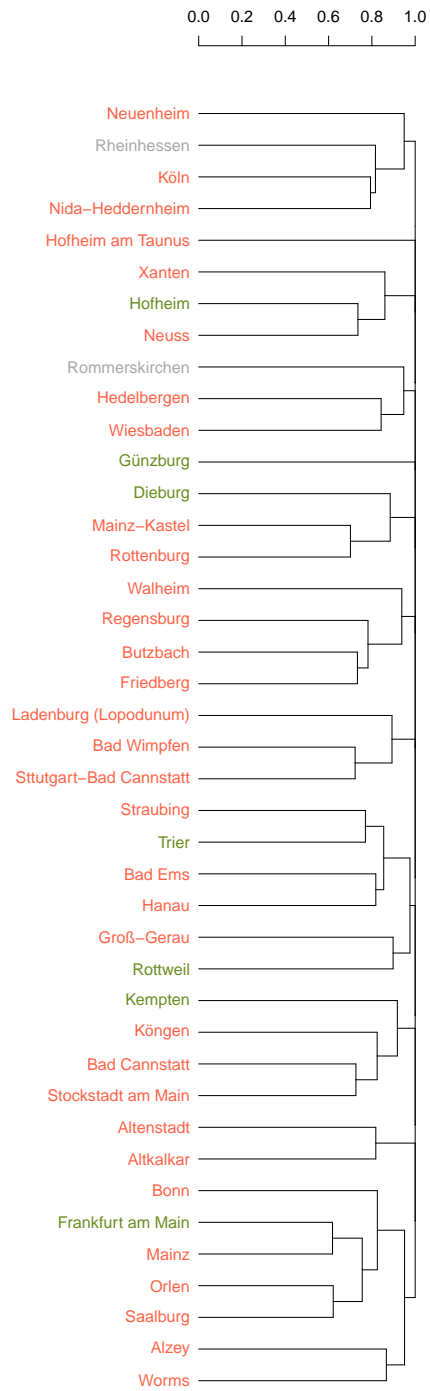 0.0 0.2 0.4 0.6 0.8 1.0
Neuenheim
Rheinhessen
Köln
Nida−Heddernheim
Hofheim am Taunus
Xanten
Hofheim
Neuss
Rommerskirchen
Hedelbergen
Wiesbaden
Günzburg
Dieburg
Mainz−Kastel
Rottenburg
Walheim
Regensburg
Butzbach
Friedberg
Ladenburg (Lopodunum)
Bad Wimpfen
Sttutgart−Bad Cannstatt
Straubing
Trier
Bad Ems
Hanau
Groß−Gerau
Rottweil
Kempten
Köngen
Bad Cannstatt
Stockstadt am Main
Altenstadt
Altkalkar
Bonn
Frankfurt am Main
Mainz
Orlen
Saalburg
Alzey
Worms